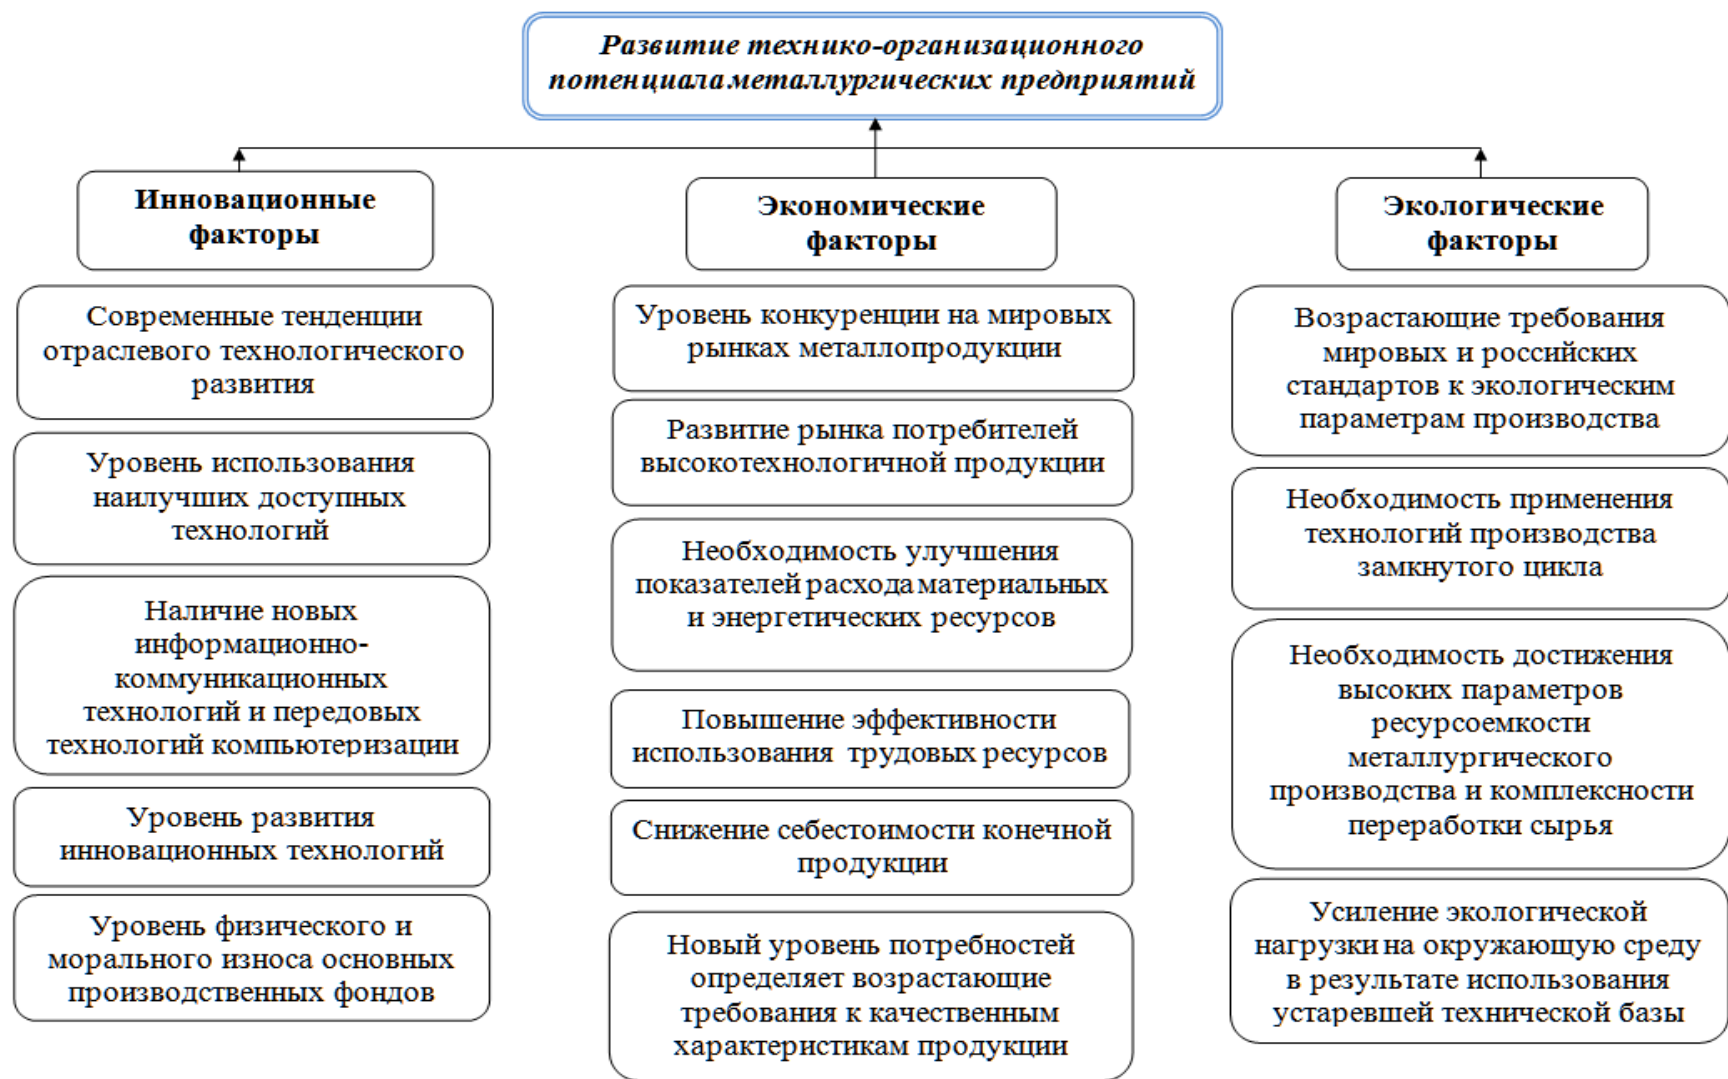 Развитие технико-организационного
потенциала металлургических предприятий
Инновационные
факторы
Современные тенденции
отраслевого технологического
развития
Уровень использования
наилучших доступных
технологий
Наличие новых
информационно-
коммуникационных
технологий и передовых
технологий компьютеризации
Уровень развития
инновационных технологий
Уровень физического и
морального износа основных
производственных фондов
Экономические
факторы
Уровень конкуренции на мировых
рынках металлопродукции
Развитие рынка потребителей
высокотехнологичной продукции
Необходимость улучшения
показателей расхода материальных
и энергетических ресурсов
Повышение эффективности
использования трудовых ресурсов
Снижение себестоимости конечной
продукции
Новый уровень потребностей
определяет возрастающие
требования к качественным
характеристикам продукции
Экологические
факторы
Возрастающие требования
мировых и российских
стандартов к экологическим
параметрам производства
Необходимость применения
технологий производства
замкнутого цикла
Необходимость достижения
высоких параметров
ресурсоемкости
металлургического
производства и комплексности
переработки сырья
Усиление экологической
нагрузки на окружающую среду
в результате использования
устаревшей технической базы